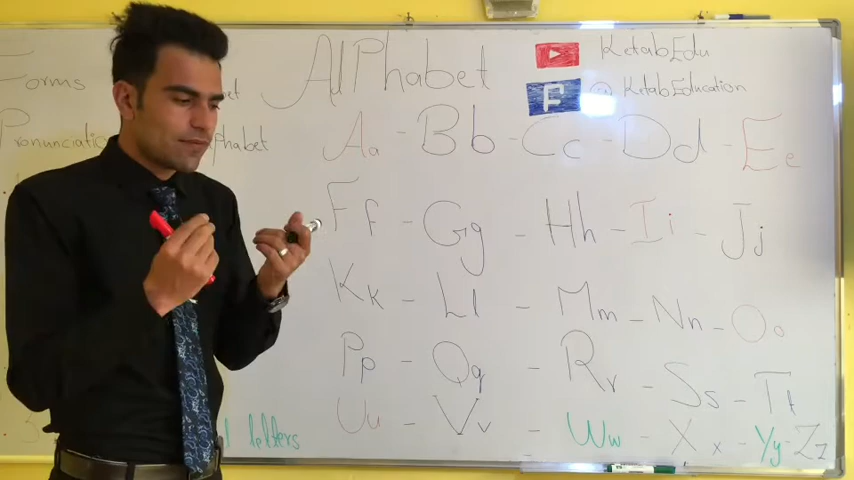 Forms
Pronunciatio
AlPhabet
KetabEdu
F @ KetabEducation
Aa - Bb - Cc - Dd - Ee
Ff - Gg - Hh - Ii - Jj
Kk - Ll - Mm - Nn - Oo
Pp - Qq - Rr - Ss - Tt
Uu - Vv - Ww - Xx - Yy - Zz
letters